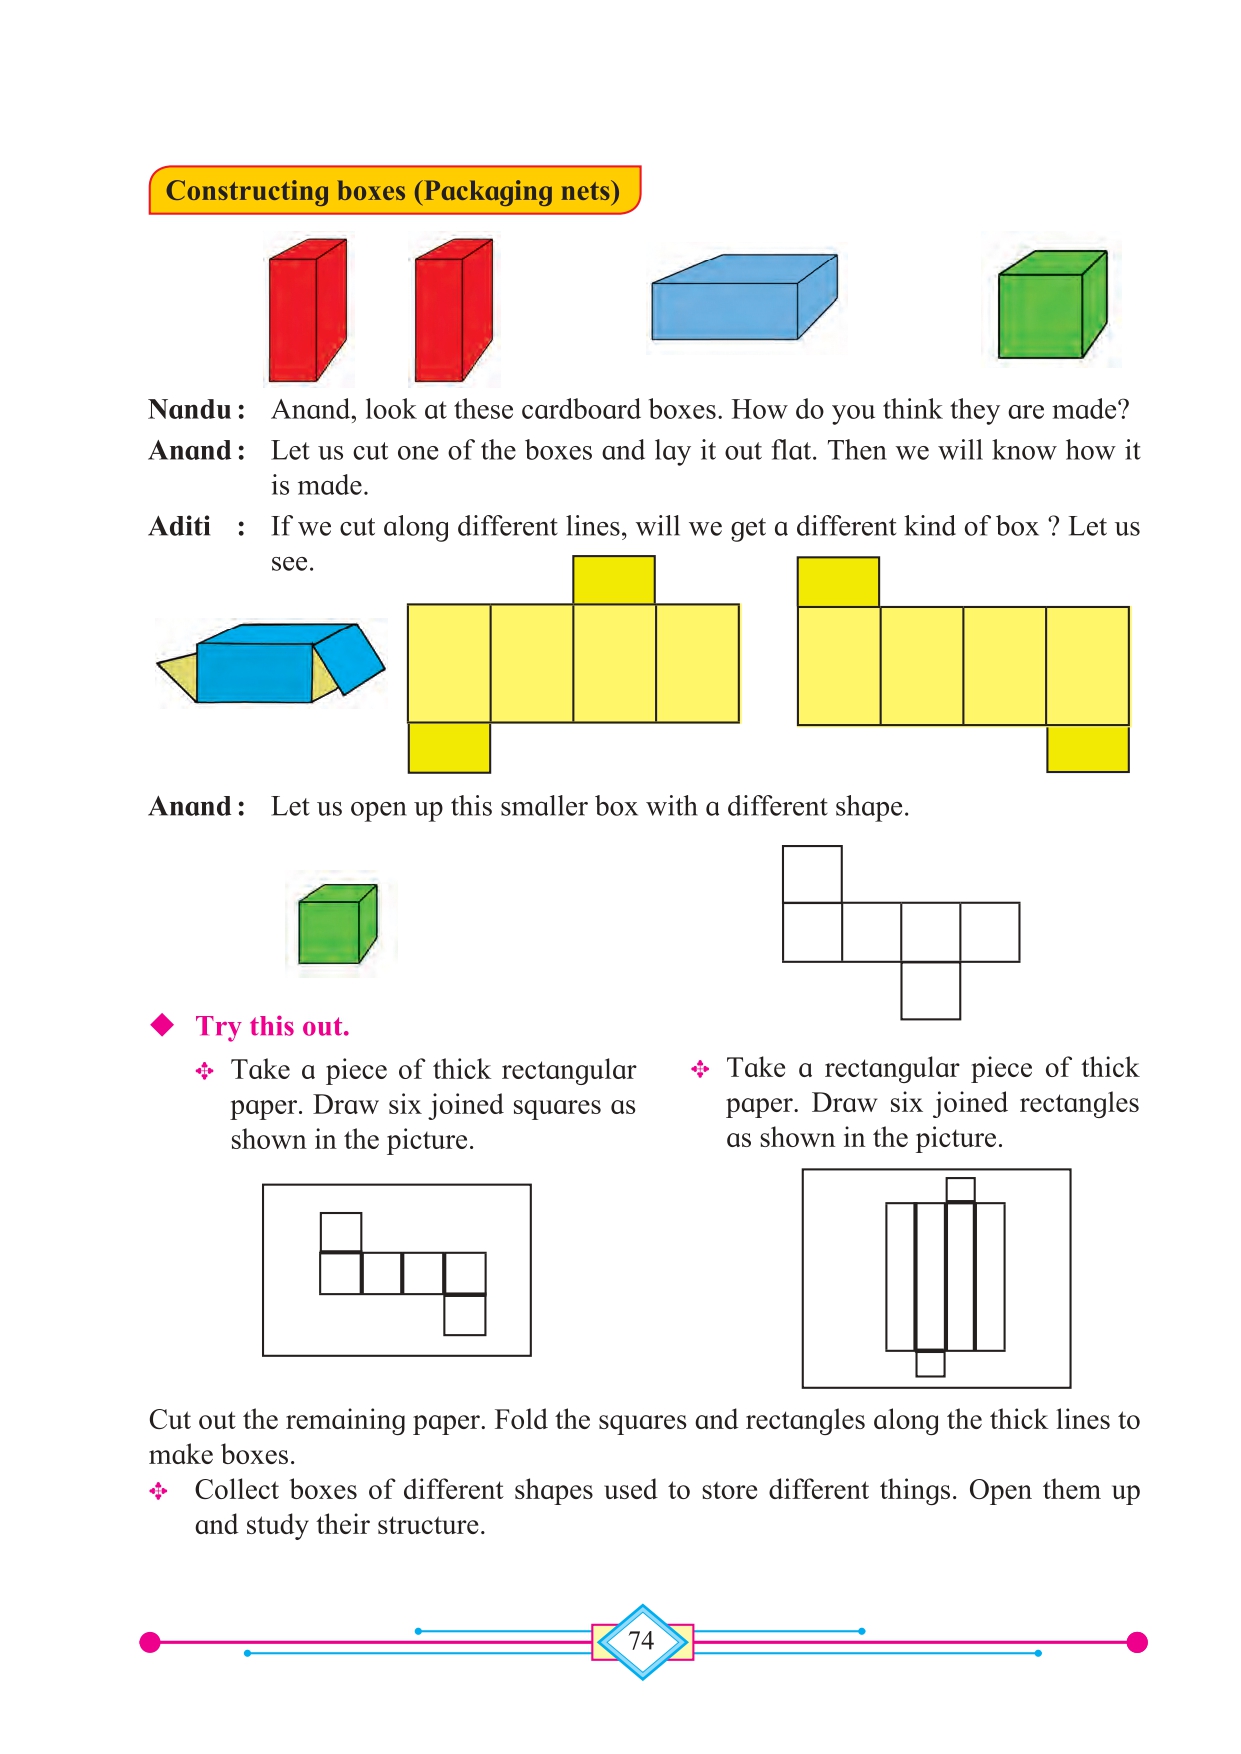 Constructing boxes (Packaging nets)
Nandu : Anand, look at these cardboard boxes. How do you think they are made?
Anand : Let us cut one of the boxes and lay it out flat. Then we will know how it
is made.
Aditi : If we cut along different lines, will we get a different kind of box ? Let us
see.
Anand : Let us open up this smaller box with a different shape.
Try this out.
Take a piece of thick rectangular
paper. Draw six joined squares as
shown in the picture.
Take a rectangular piece of thick
paper. Draw six joined rectangles
as shown in the picture.
Cut out the remaining paper. Fold the squares and rectangles along the thick lines to
make boxes.
Collect boxes of different shapes used to store different things. Open them up
and study their structure.
74